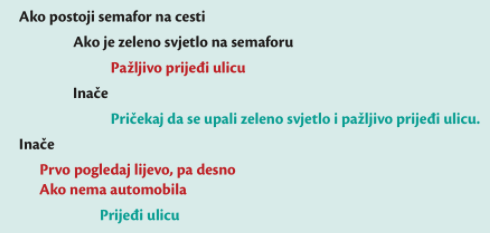 Ako postoji semafor na cesti
Ako je zeleno svjetlo na semaforu
Pažljivo prijeđi ulicu
Inače
Pričekaj da se upali zeleno svjetlo i pažljivo prijeđi ulicu.
Inače
Prvo pogledaj lijevo, pa desno
Ako nema automobila
Prijeđi ulicu